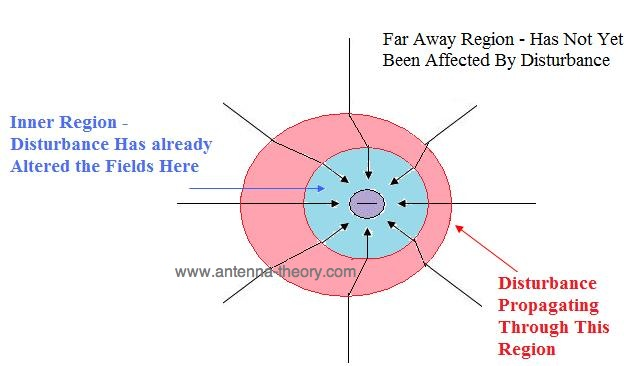 Far Away Region - Has Not Yet
Been Affected By Disturbance
Inner Region -
Disturbance Has already
Altered the Fields Here
www.antenna-theory.com
Disturbance
Propagating
Through This
Region